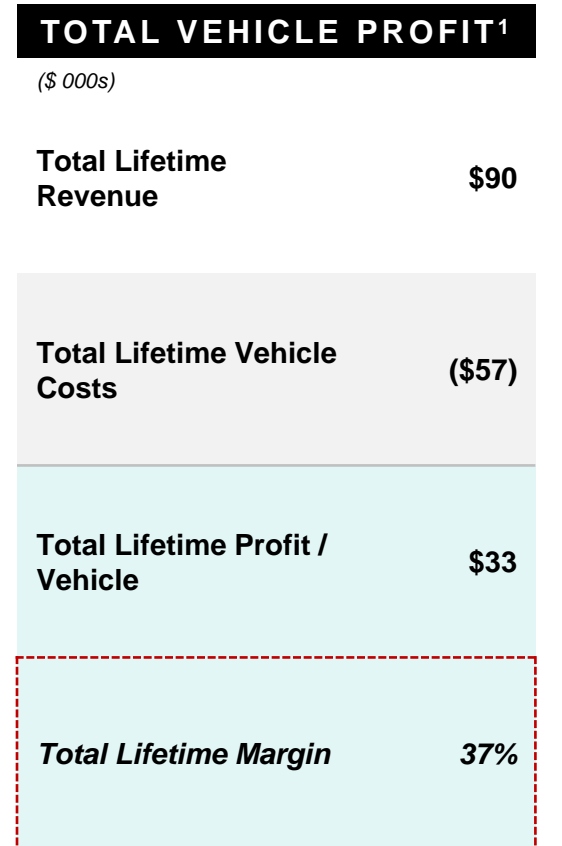 TOTAL VEHICLE PROFIT¹
($ 000s)
Total Lifetime
Revenue
$90
Total Lifetime Vehicle
Costs
($57)
Total Lifetime Profit /
Vehicle
$33
Total Lifetime Margin
37%